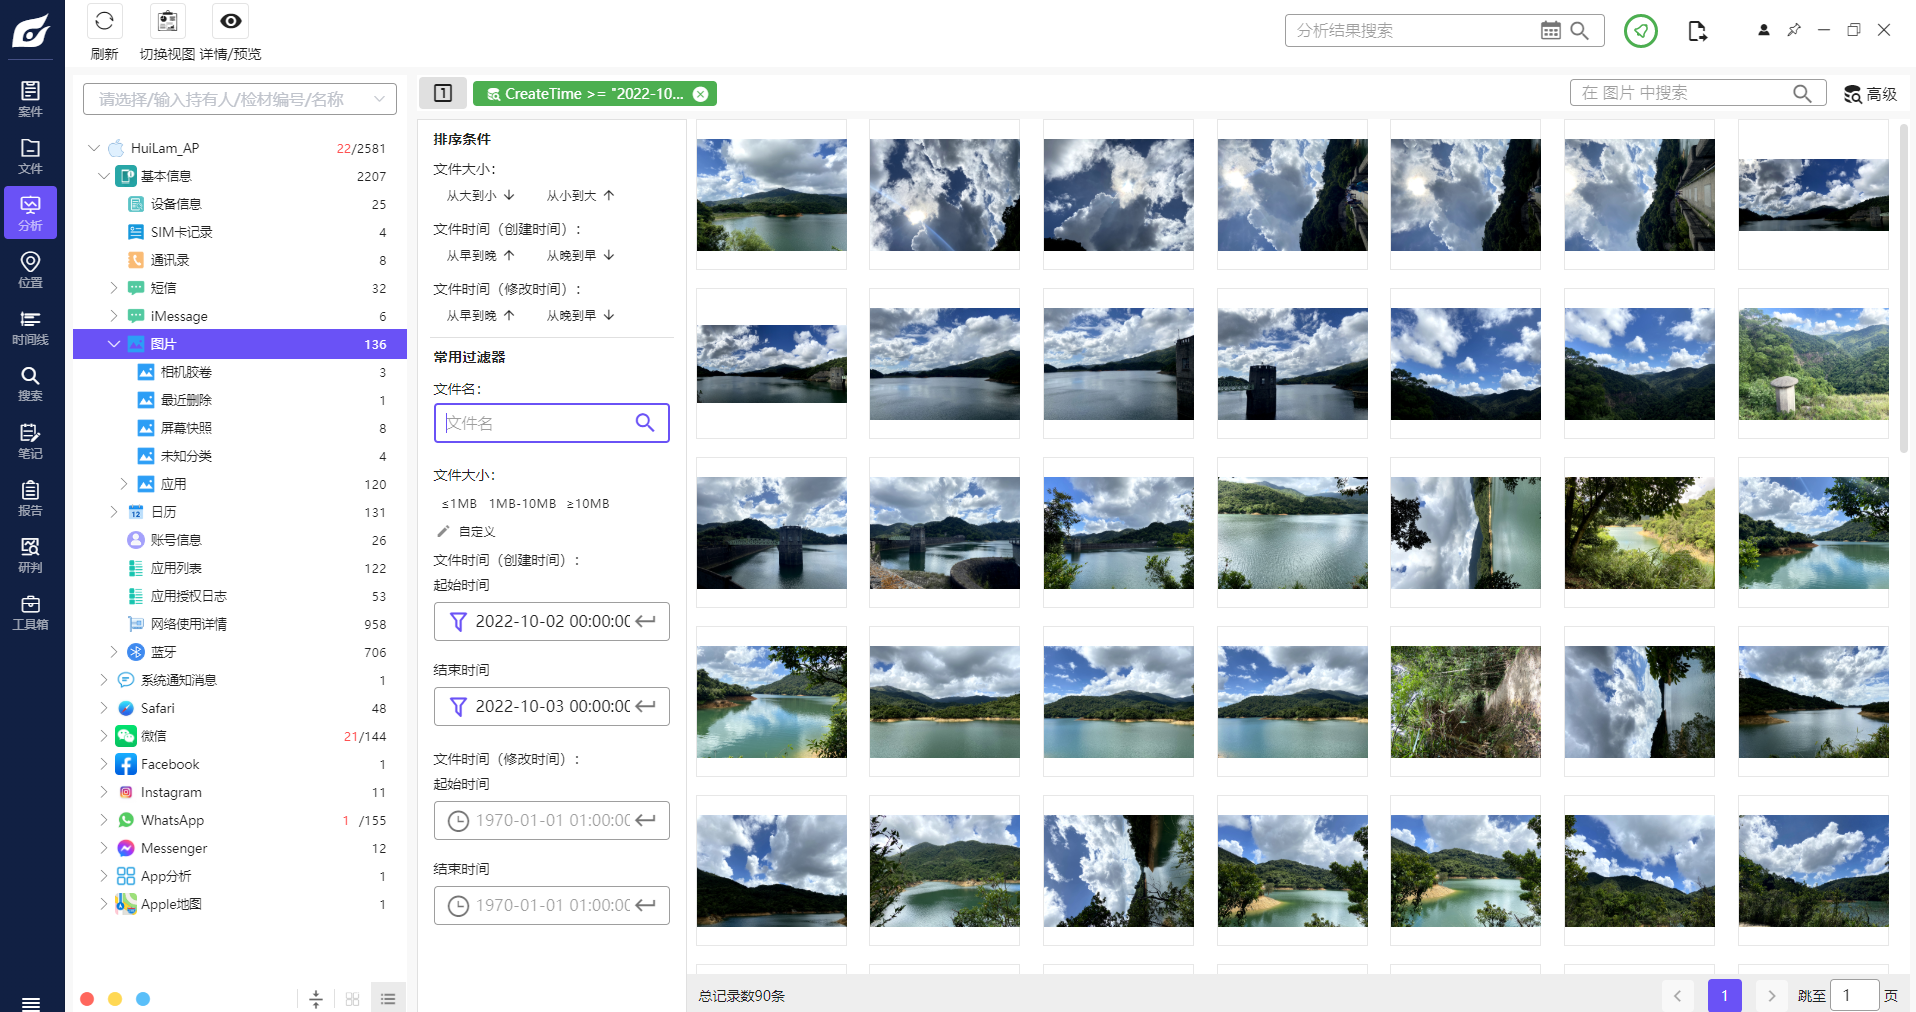 刷新
切换视图
详情/预览
分析结果搜索
案件
文件
分析
位置
时间线
搜索
笔记
报告
研判
工具箱
请选择/输入持有人/检材编号/名称
HuiLam_AP 22/2581
基本信息 2207
设备信息 25
SIM卡记录 4
通讯录 8
短信 32
iMessage 6
图片 136
相机胶卷 3
最近删除 1
屏幕快照 8
未知分类 4
应用 120
12 日历 131
账号信息 26
应用列表 122
应用授权日志 53
网络使用详情 958
蓝牙 706
系统通知消息 1
Safari 48
微信 21/144
Facebook 1
Instagram 11
WhatsApp 1 /155
Messenger 12
App分析 1
Apple地图 1
1
CreateTime >= "2022-10...
在 图片 中搜索
高级
排序条件
文件大小：
从大到小 ↓ 从小到大 ↑
文件时间（创建时间）：
从早到晚 ↑ 从晚到早 ↓
文件时间（修改时间）：
从早到晚 ↑ 从晚到早 ↓
常用过滤器
文件名：
文件名
文件大小：
≤1MB 1MB-10MB ≥10MB
自定义
文件时间（创建时间）：
起始时间
2022-10-02 00:00:00
结束时间
2022-10-03 00:00:00
文件时间（修改时间）：
起始时间
1970-01-01 01:00:00
结束时间
1970-01-01 01:00:00
总记录数90条
1
跳至 1 页